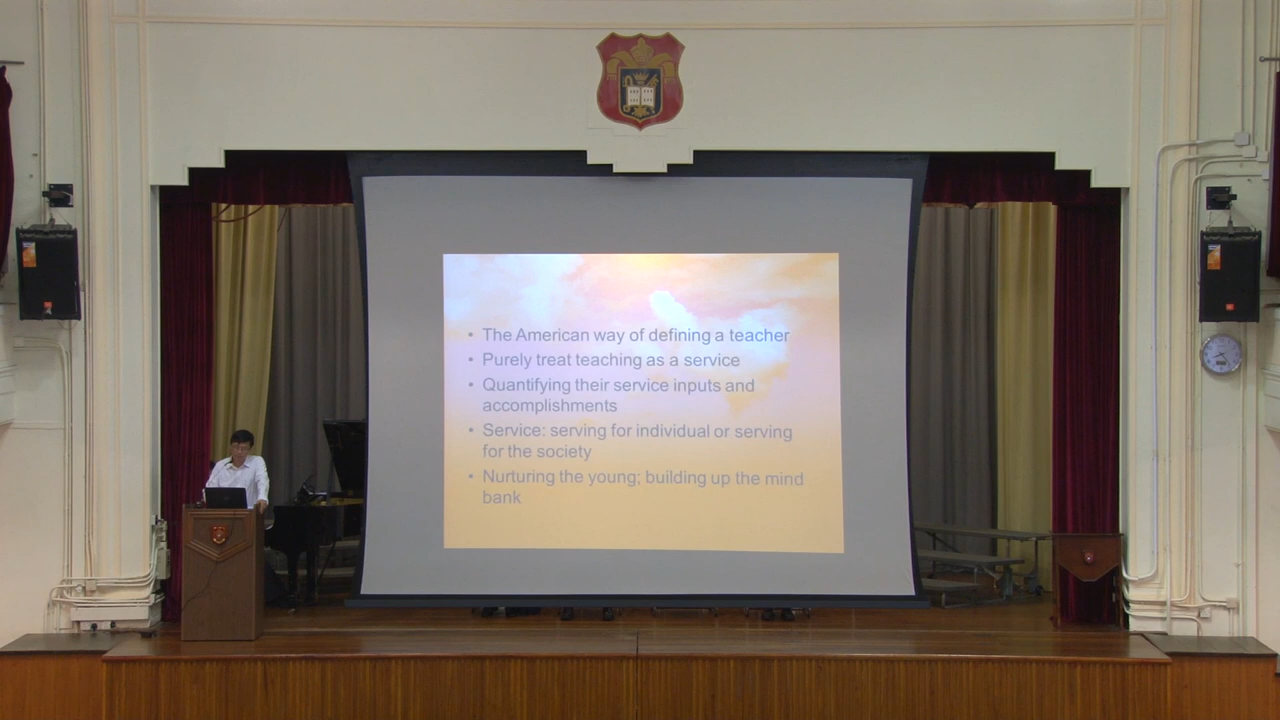 • The American way of defining a teacher
• Purely treat teaching as a service
• Quantifying their service inputs and
accomplishments
• Service: serving for individual or serving
for the society
• Nurturing the young; building up the mind
bank